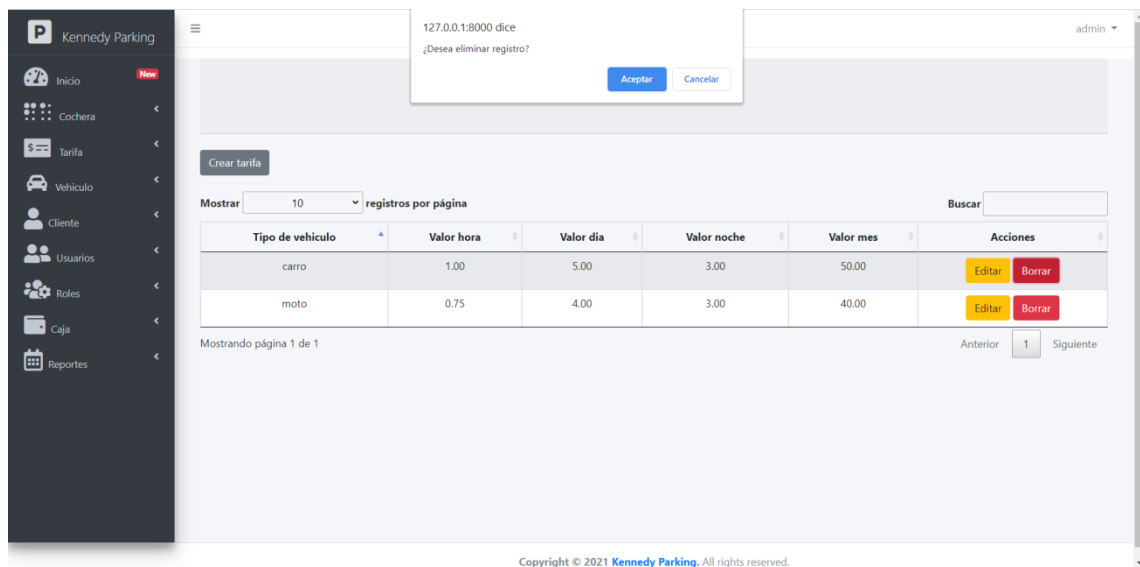 P Kennedy Parking
admin
127.0.0.1:8000 dice
¿Desea eliminar registro?
Aceptar Cancelar
Inicio New
Cochera
Tarifa
Vehiculo
Cliente
Usuarios
Roles
Caja
Reportes
Crear tarifa
Mostrar 10 registros por página Buscar
Tipo de vehiculo Valor hora Valor dia Valor noche Valor mes Acciones
carro 1.00 5.00 3.00 50.00 Editar Borrar
moto 0.75 4.00 3.00 40.00 Editar Borrar
Mostrando página 1 de 1 Anterior 1 Siguiente
Copyright © 2021 Kennedy Parking. All rights reserved.